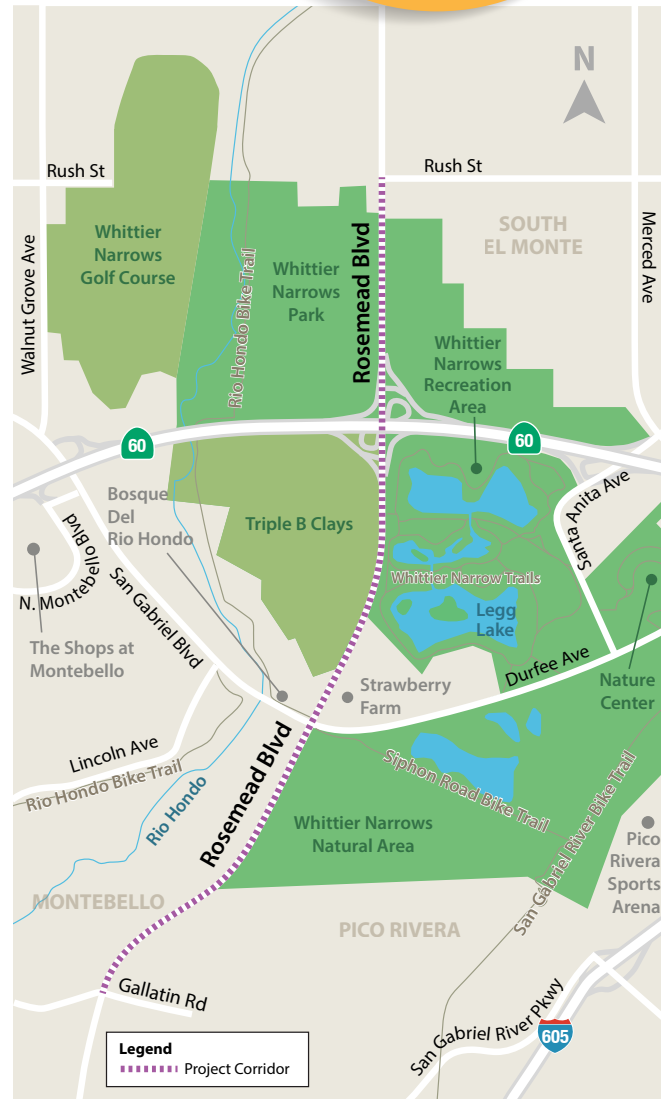 N
Rush St
Rush St
Whittier
Narrows
Golf Course
Walnut Grove Ave
Rio Hondo Bike Trail
Whittier
Narrows
Park
Rosemead Blvd
SOUTH
EL MONTE
Merced Ave
Whittier
Narrows
Recreation
Area
60
60
Bosque
Del
Rio Hondo
Triple B Clays
Santa Anita Ave
N. Montebello
Blvd
San Gabriel Blvd
Whittier Narrow Trails
Legg
Lake
The Shops at
Montebello
Strawberry
Farm
Durfee Ave
Nature
Center
Lincoln Ave
Rio Hondo Bike Trail
Rio Hondo
Rosemead Blvd
Siphon Road Bike Trail
San Gabriel River Bike Trail
Whittier Narrows
Natural Area
Pico
Rivera
Sports
Arena
MONTEBELLO
PICO RIVERA
Gallatin Rd
San Gabriel River Pkwy
605
Legend
Project Corridor